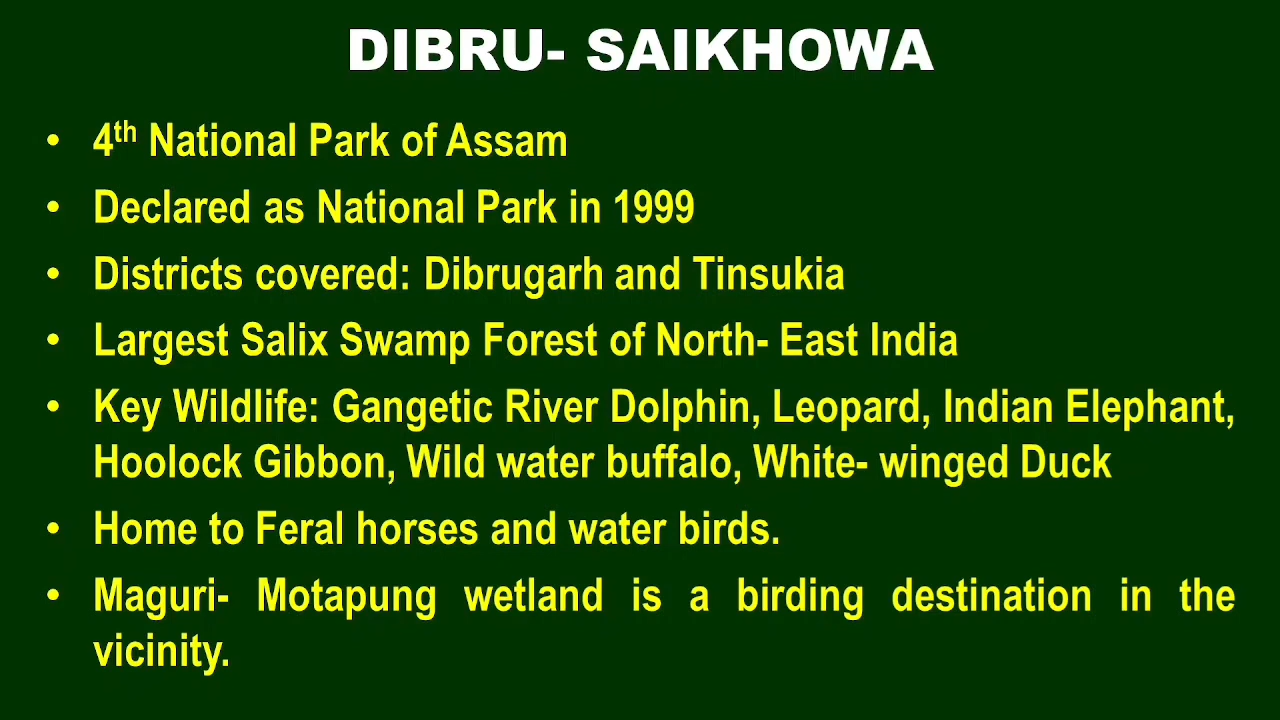 DIBRU- SAIKHOWA
• 4th National Park of Assam
• Declared as National Park in 1999
• Districts covered: Dibrugarh and Tinsukia
• Largest Salix Swamp Forest of North- East India
• Key Wildlife: Gangetic River Dolphin, Leopard, Indian Elephant,
Hoolock Gibbon, Wild water buffalo, White- winged Duck
• Home to Feral horses and water birds.
• Maguri- Motapung wetland is a birding destination in the
vicinity.